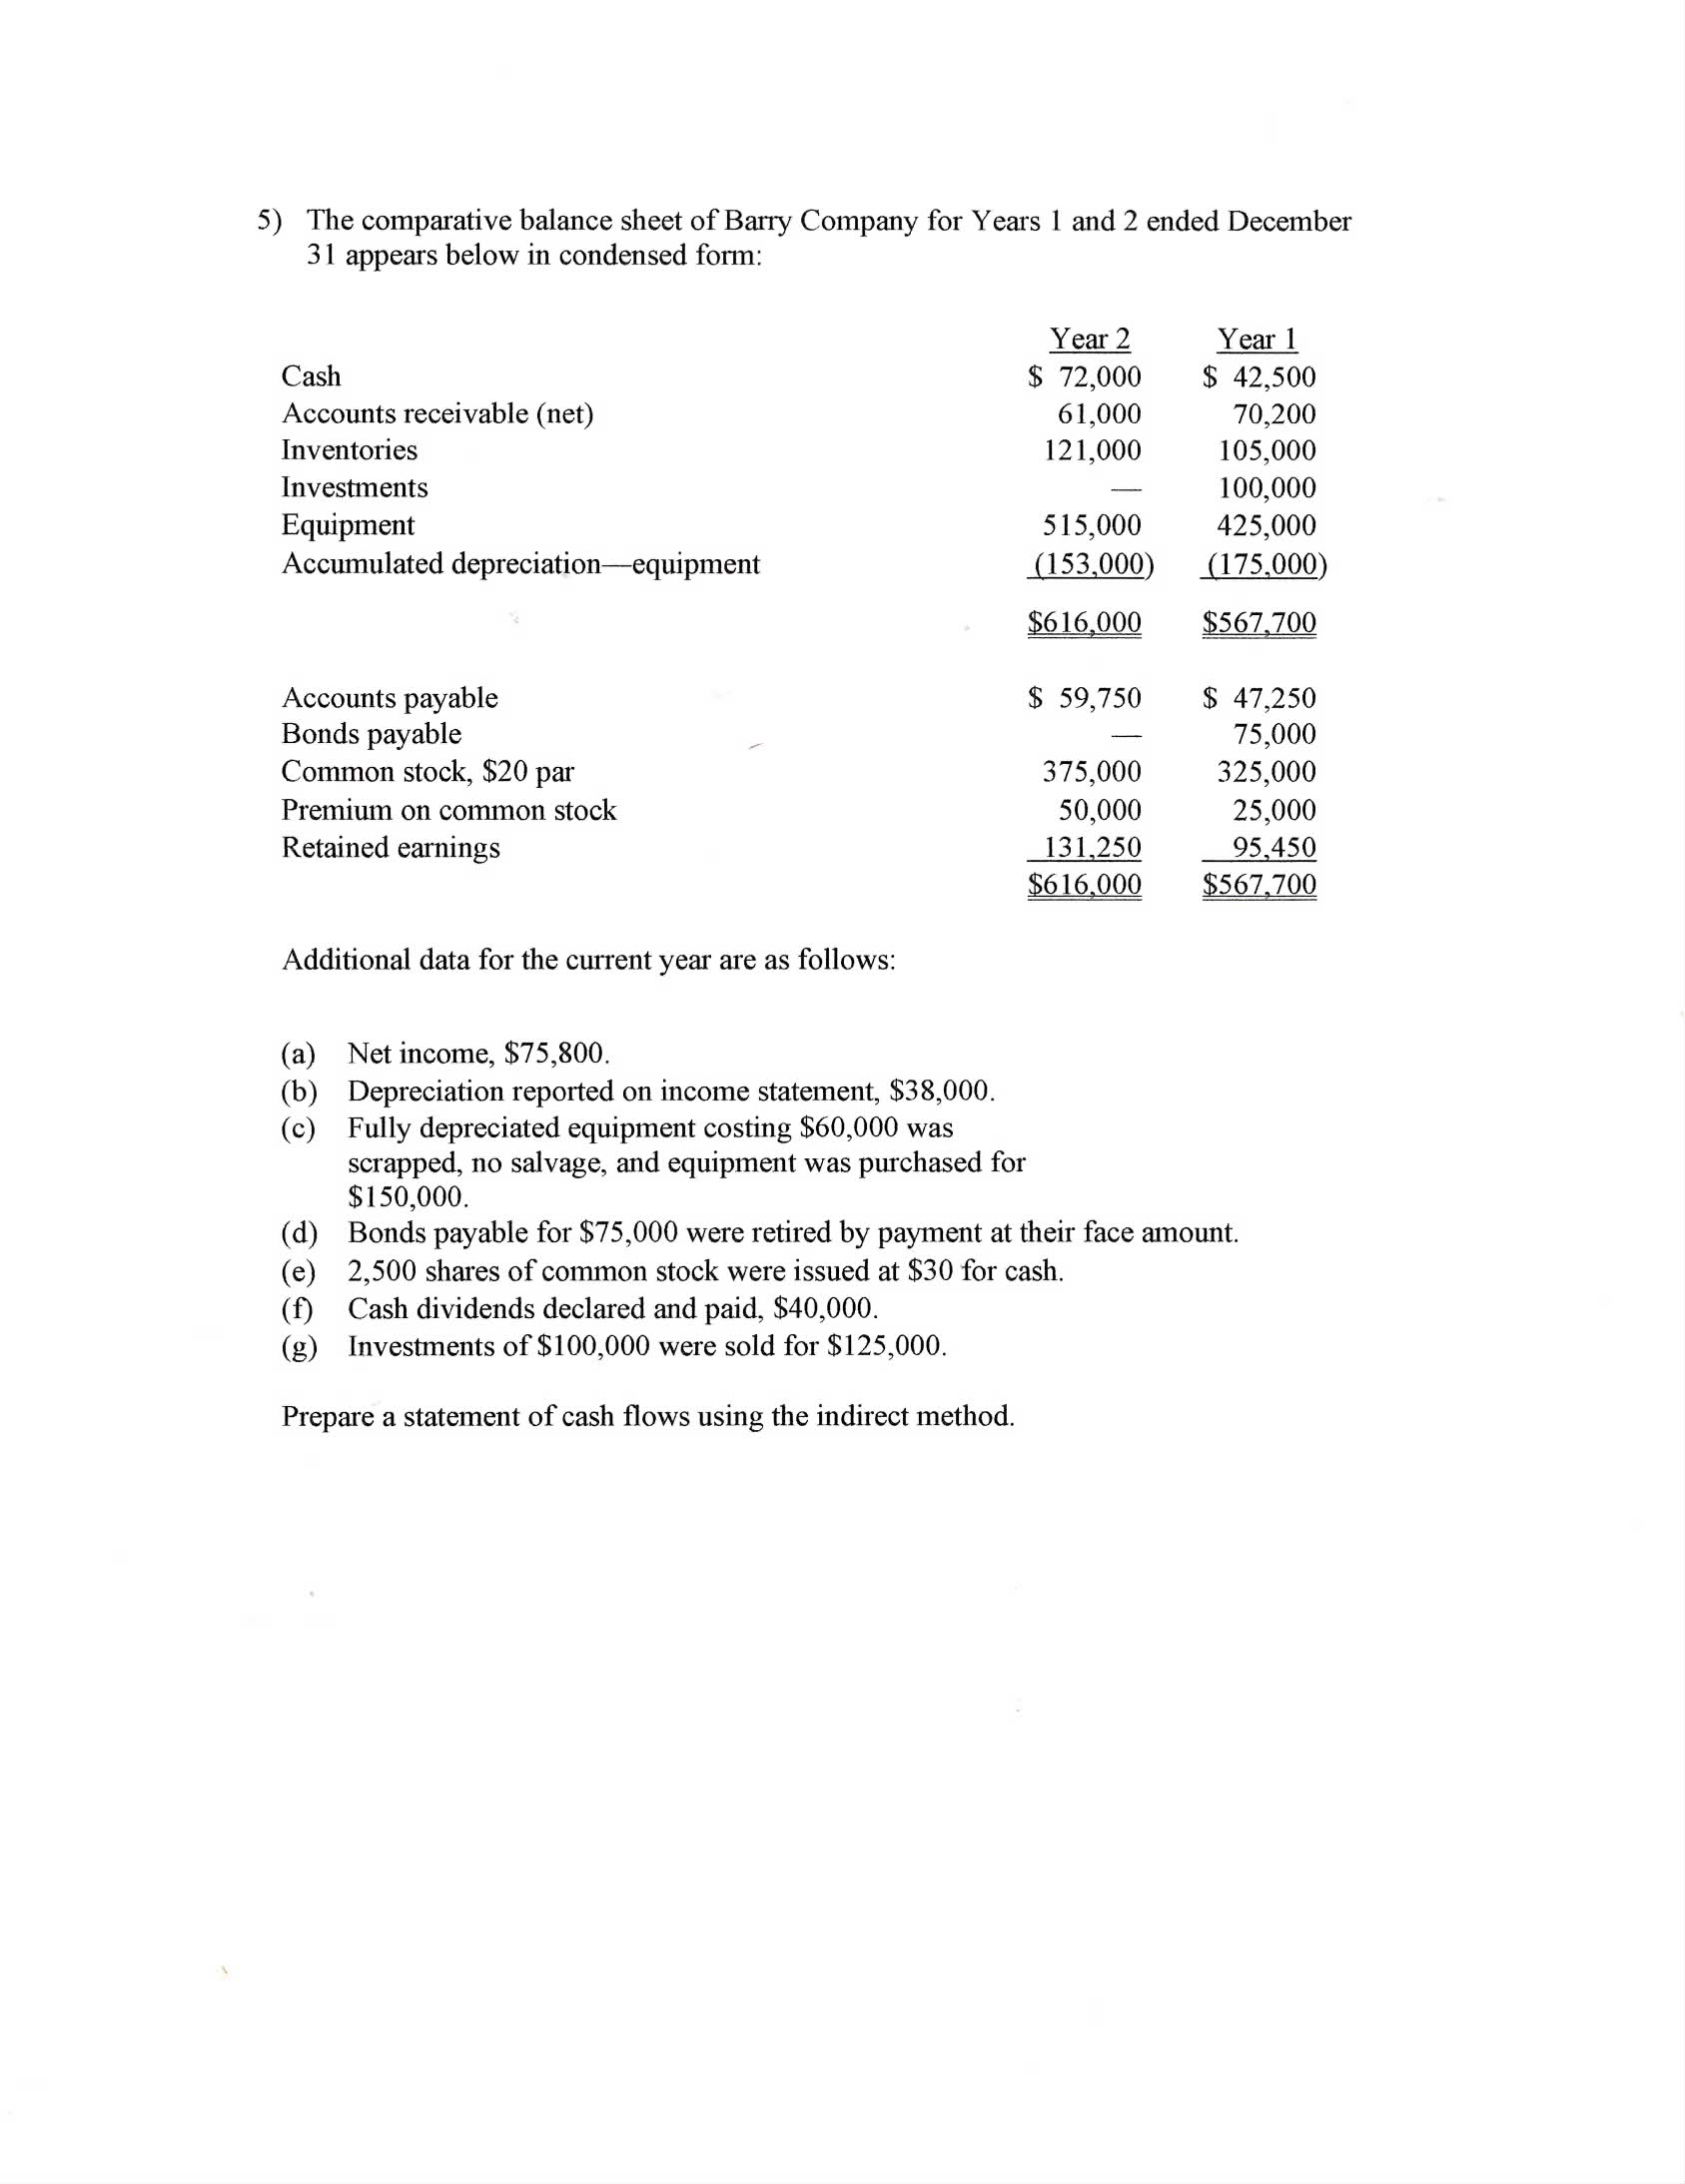 5) The comparative balance sheet of Barry Company for Years 1 and 2 ended December
31 appears below in condensed form:
Year 2 Year 1
Cash $ 72,000 $ 42,500
Accounts receivable (net) 61,000 70,200
Inventories 121,000 105,000
Investments — 100,000
Equipment 515,000 425,000
Accumulated depreciation—equipment (153,000) (175,000)
$616,000 $567,700
Accounts payable $ 59,750 $ 47,250
Bonds payable — 75,000
Common stock, $20 par 375,000 325,000
Premium on common stock 50,000 25,000
Retained earnings 131,250 95,450
$616,000 $567,700
Additional data for the current year are as follows:
(a) Net income, $75,800.
(b) Depreciation reported on income statement, $38,000.
(c) Fully depreciated equipment costing $60,000 was
scrapped, no salvage, and equipment was purchased for
$150,000.
(d) Bonds payable for $75,000 were retired by payment at their face amount.
(e) 2,500 shares of common stock were issued at $30 for cash.
(f) Cash dividends declared and paid, $40,000.
(g) Investments of $100,000 were sold for $125,000.
Prepare a statement of cash flows using the indirect method.